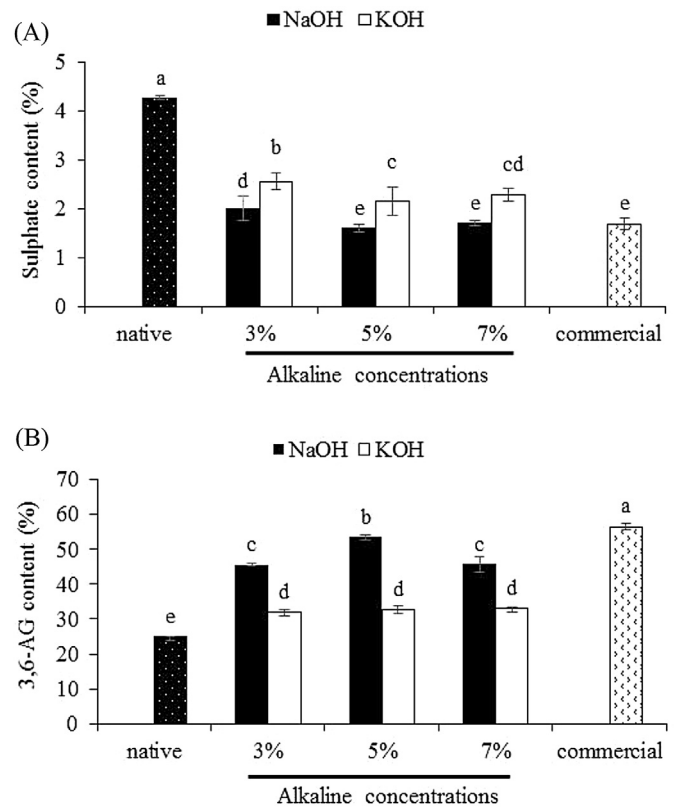 (A)
NaOH KOH
Sulphate content (%)
5
4
3
2
1
0
a
d b
e c
e cd
e
native 3% 5% 7% commercial
Alkaline concentrations
(B)
NaOH KOH
3,6-AG content (%)
70
60
50
40
30
20
10
0
e
c d
b d
c d
a
native 3% 5% 7% commercial
Alkaline concentrations